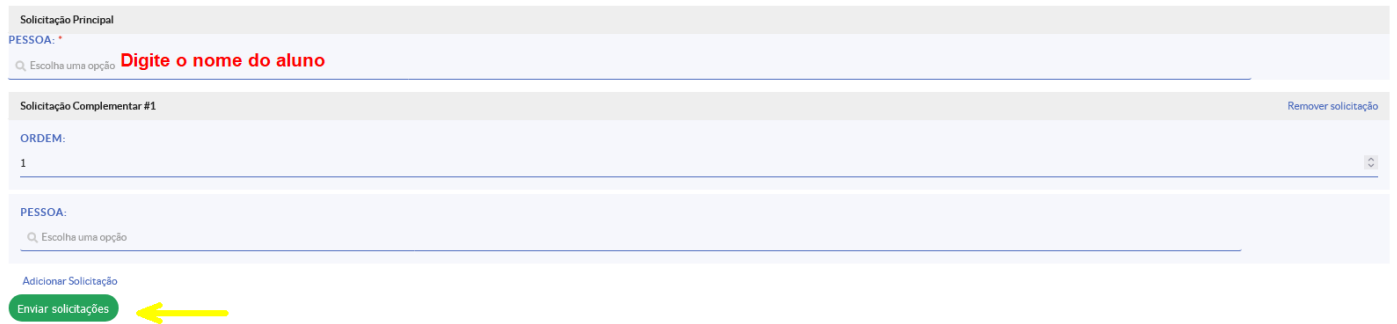 Solicitação Principal
PESSOA: *
Escolha uma opção Digite o nome do aluno
Solicitação Complementar #1 Remover solicitação
ORDEM:
1
PESSOA:
Escolha uma opção
Adicionar Solicitação
Enviar solicitações